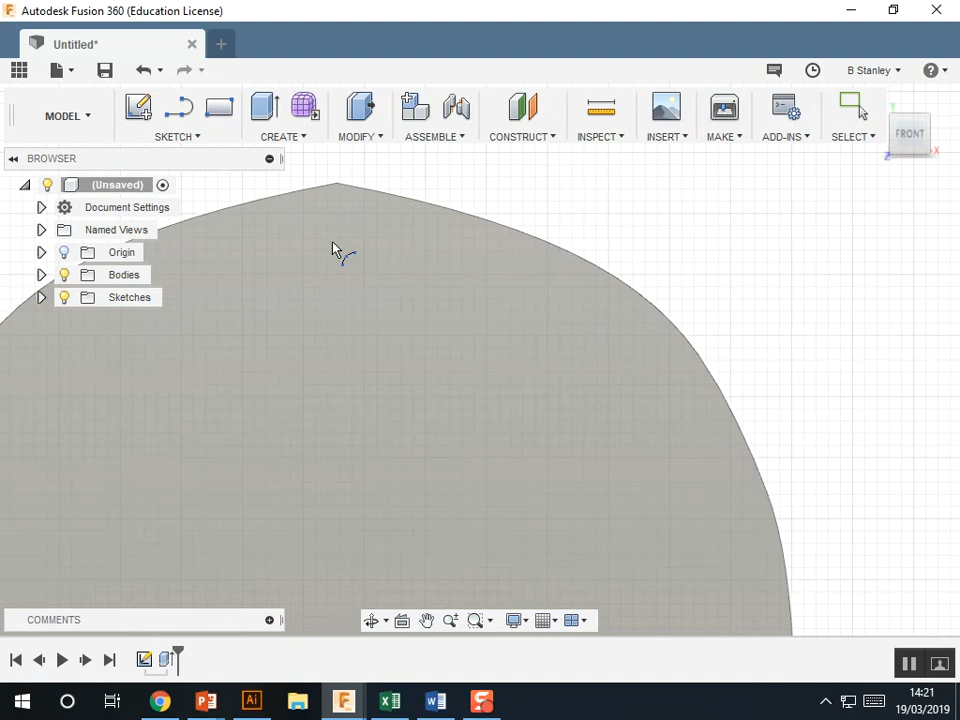 Autodesk Fusion 360 (Education License)
Untitled*
B Stanley
MODEL
SKETCH
CREATE
MODIFY
ASSEMBLE
CONSTRUCT
INSPECT
INSERT
MAKE
ADD-INS
SELECT
Y
FRONT
X
Z
BROWSER
(Unsaved)
Document Settings
Named Views
Origin
Bodies
Sketches
COMMENTS
14:21
19/03/2019